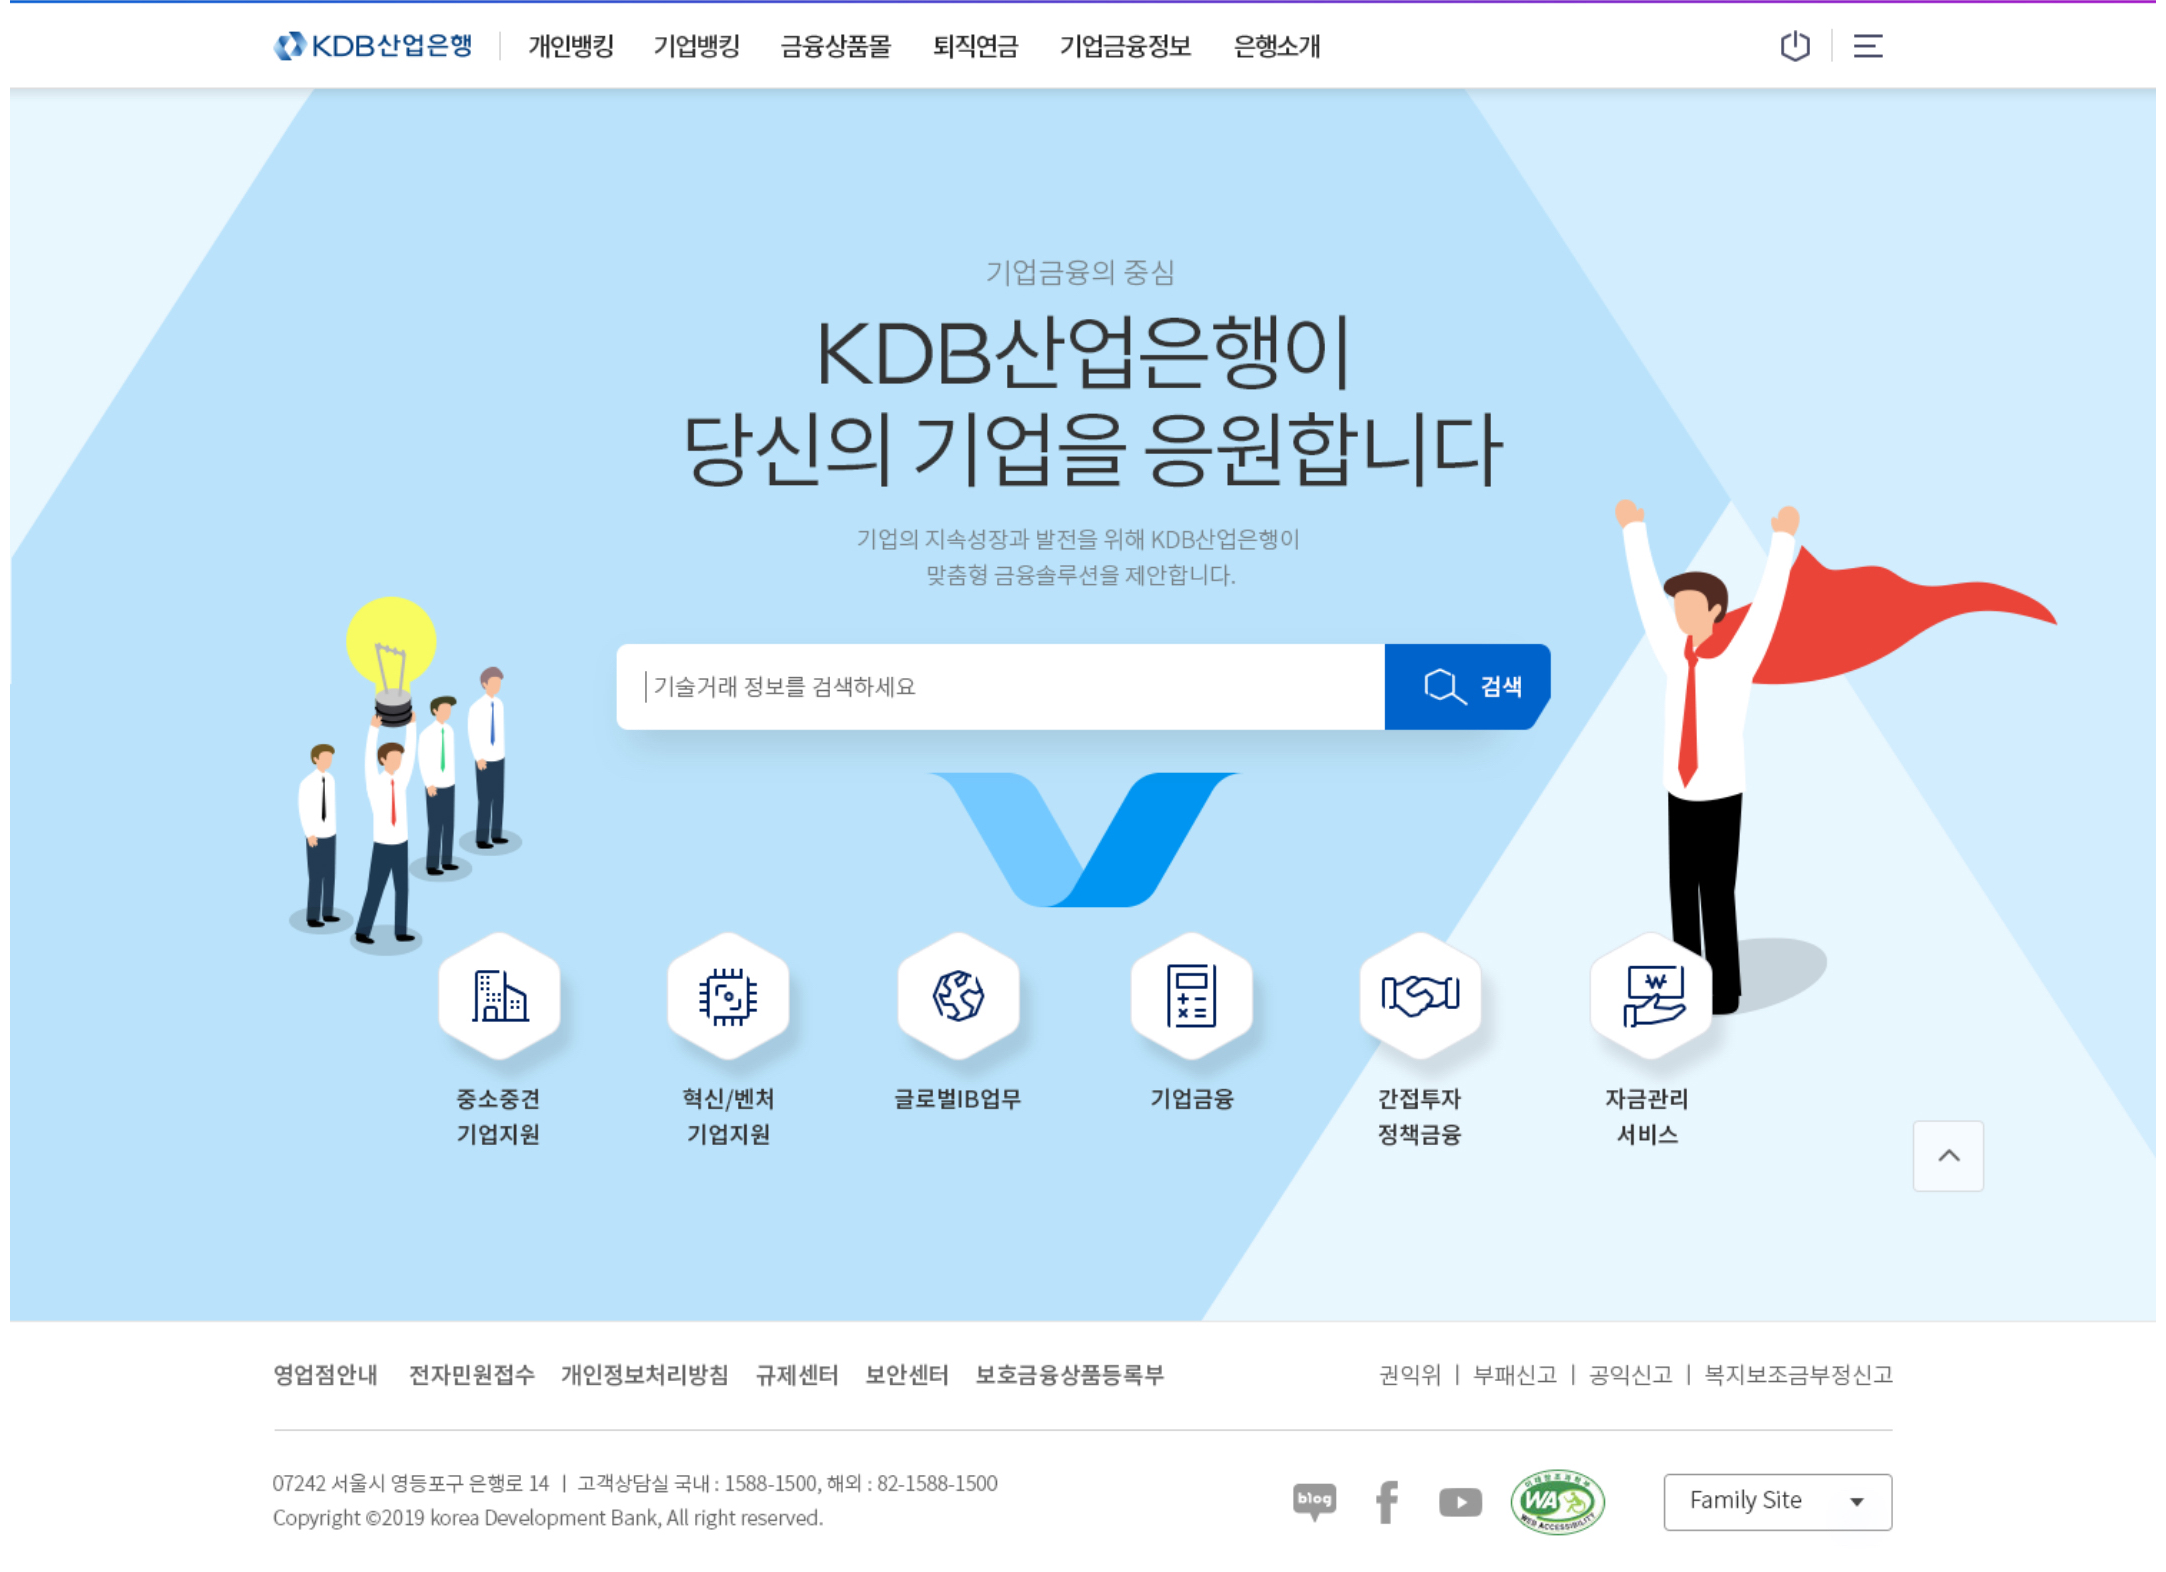 KDB산업은행 개인뱅킹 기업뱅킹 금융상품몰 퇴직연금 기업금융정보 은행소개
기업금융의 중심
KDB산업은행이
당신의 기업을 응원합니다
기업의 지속성장과 발전을 위해 KDB산업은행이
맞춤형 금융솔루션을 제안합니다.
기술거래 정보를 검색하세요 검색
₩
중소중견
기업지원
혁신/벤처
기업지원
글로벌IB업무
기업금융
간접투자
정책금융
자금관리
서비스
영업점안내 전자민원접수 개인정보처리방침 규제센터 보안센터 보호금융상품등록부
권익위 | 부패신고 | 공익신고 | 복지보조금부정신고
07242 서울시 영등포구 은행로 14 | 고객상담실 국내 : 1588-1500, 해외 : 82-1588-1500
Copyright ©2019 korea Development Bank, All right reserved.
blog
WA
WEB ACCESSIBILITY
Family Site